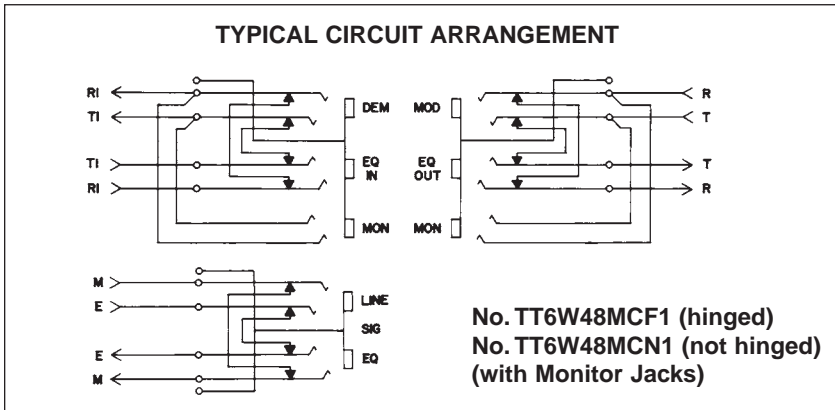 TYPICAL CIRCUIT ARRANGEMENT
RI
TI
TI
RI
DEM
EQ
IN
MON
MOD
EQ
OUT
MON
R
T
T
R
M
E
E
M
LINE
SIG
EQ
No. TT6W48MCF1 (hinged)
No. TT6W48MCN1 (not hinged)
(with Monitor Jacks)